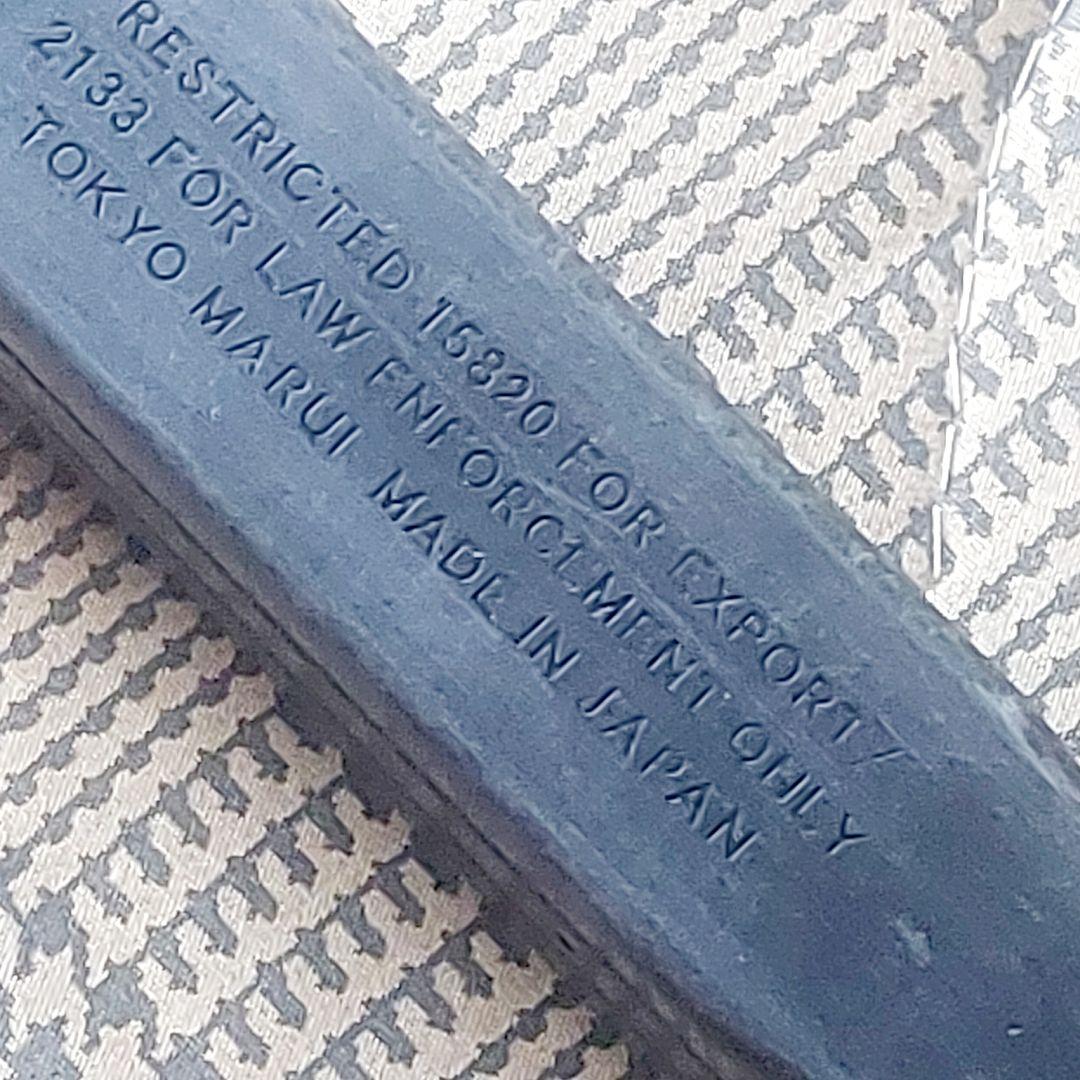 RESTRICTED 15820 FOR EXPORT/
2133 FOR LAW ENFORCEMENT ONLY
TOKYO MARUI MADE IN JAPAN